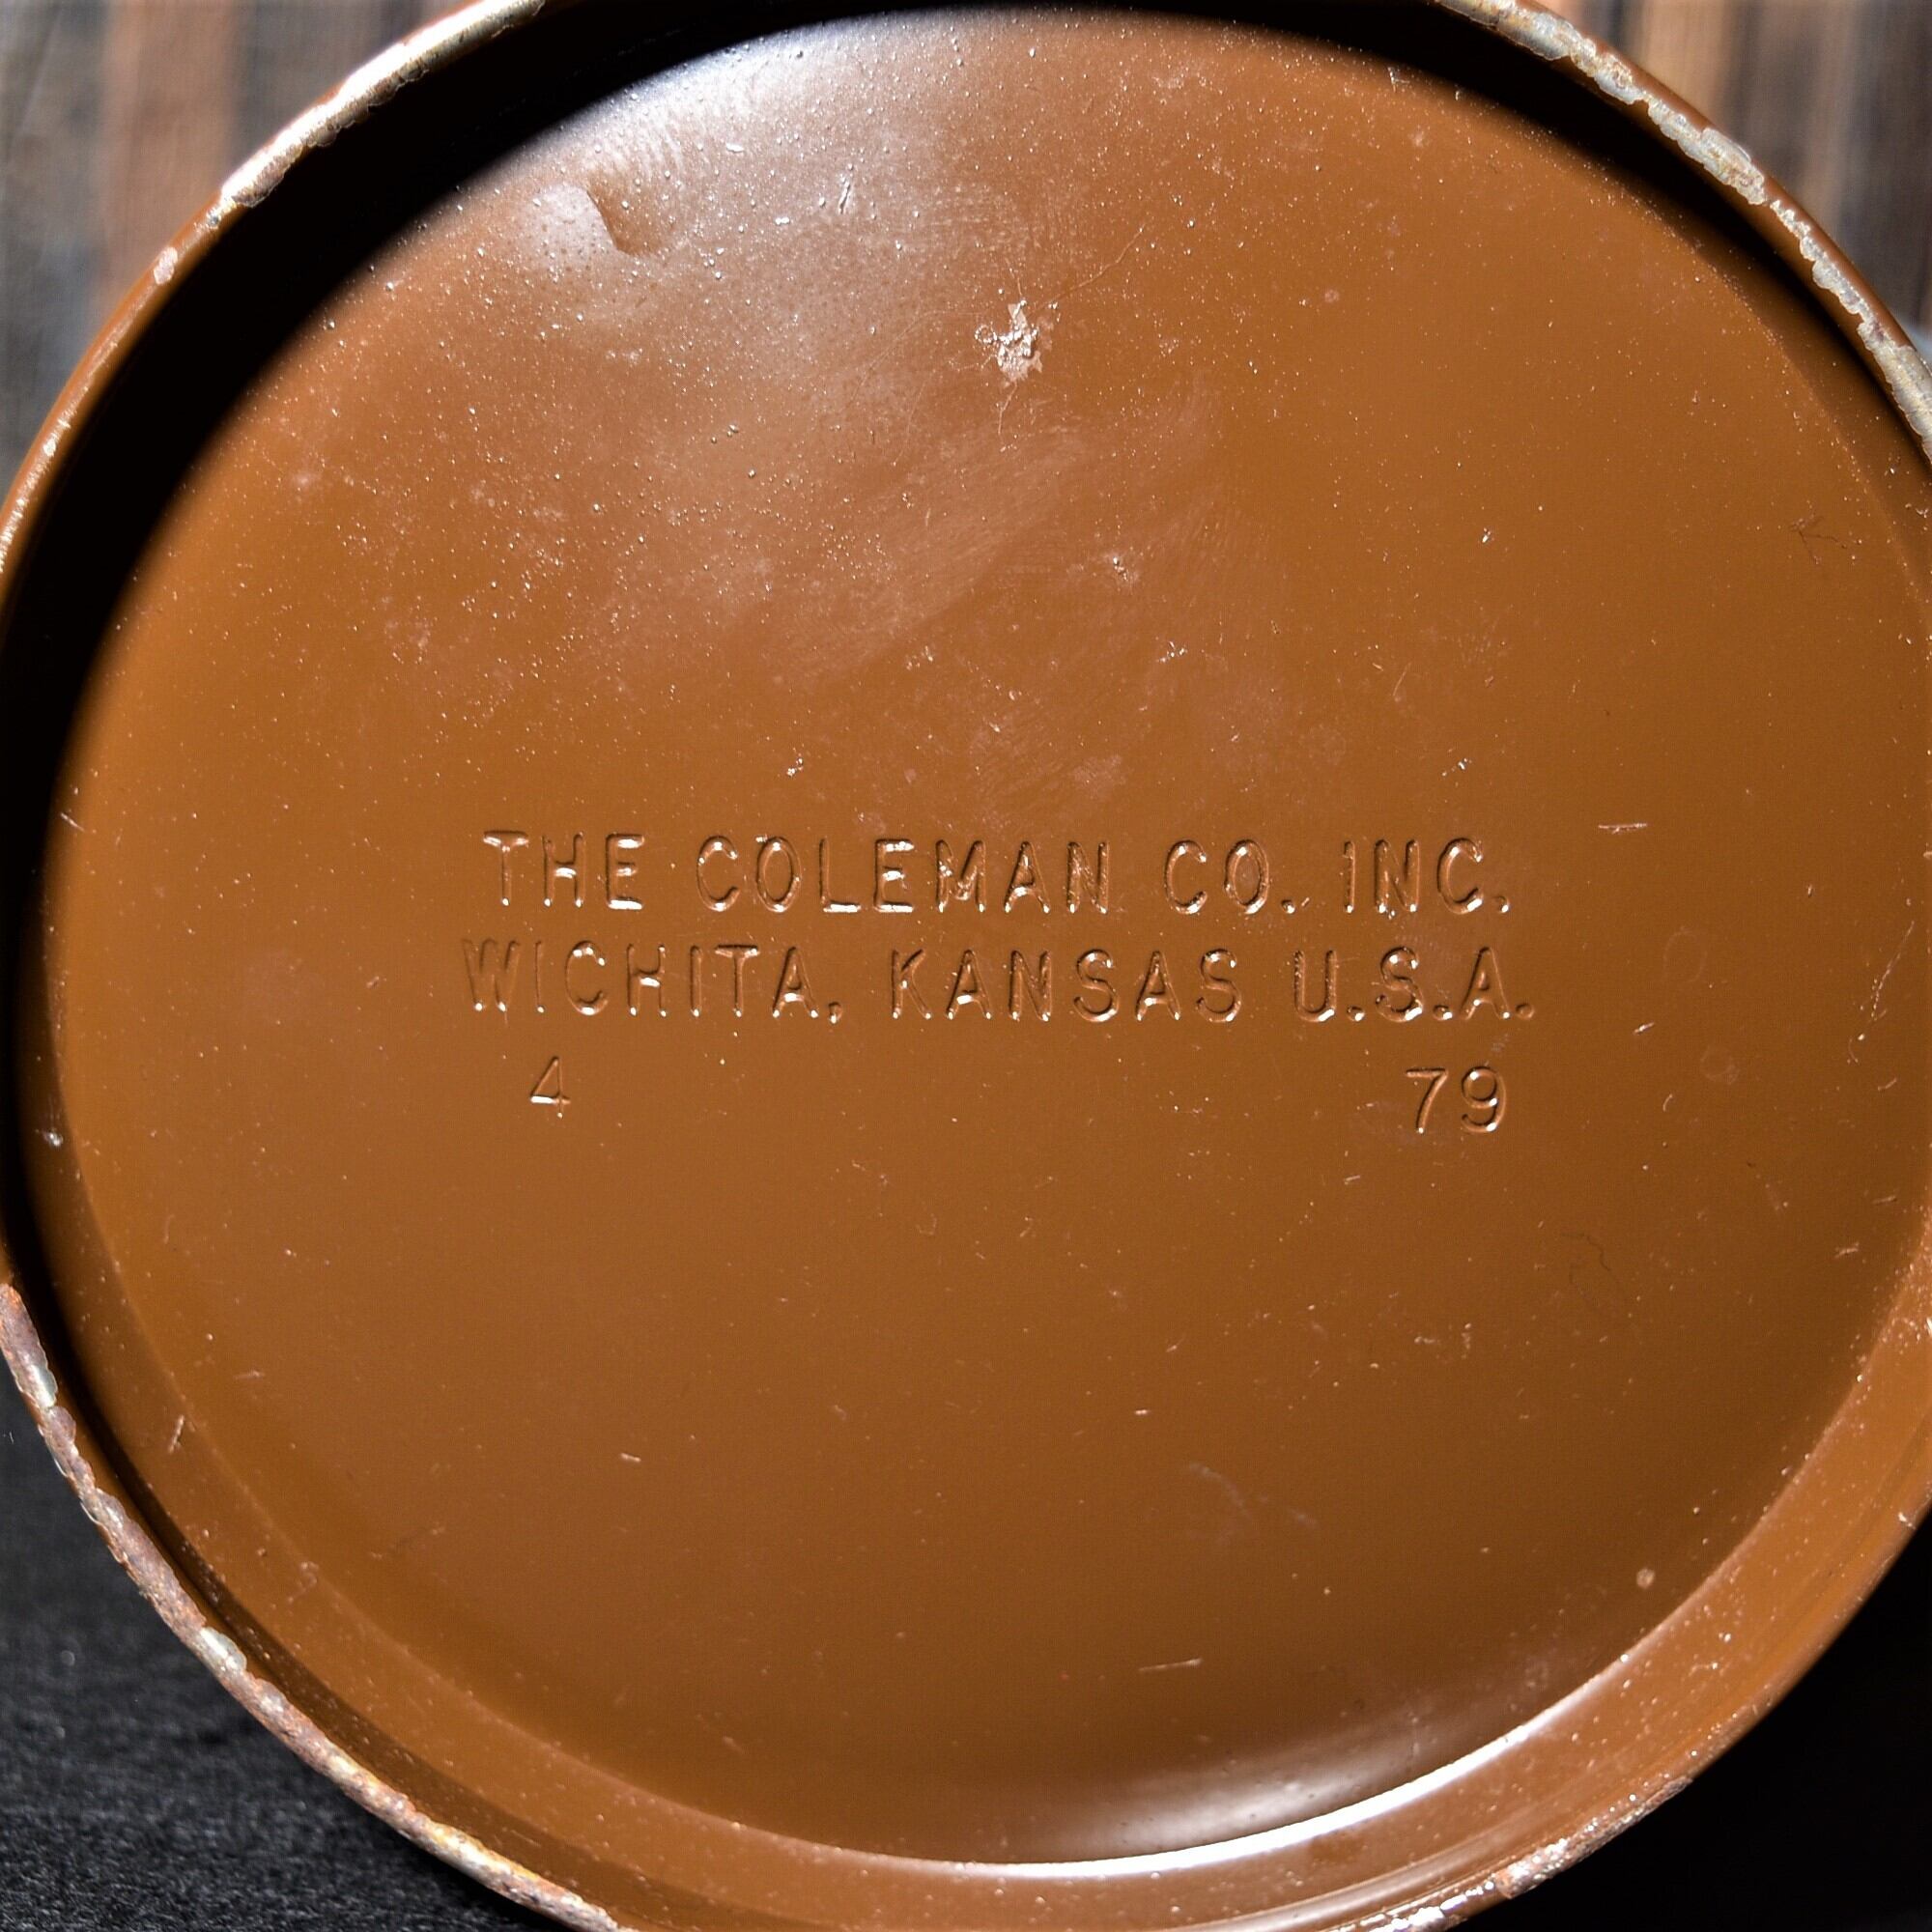 THE COLEMAN CO. INC.
WICHITA, KANSAS U.S.A.
4 79